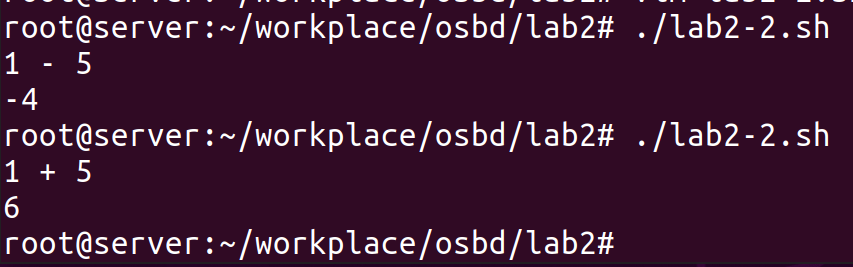 root@server:~/workplace/osbd/lab2# ./lab2-2.sh
1 - 5
-4
root@server:~/workplace/osbd/lab2# ./lab2-2.sh
1 + 5
6
root@server:~/workplace/osbd/lab2#